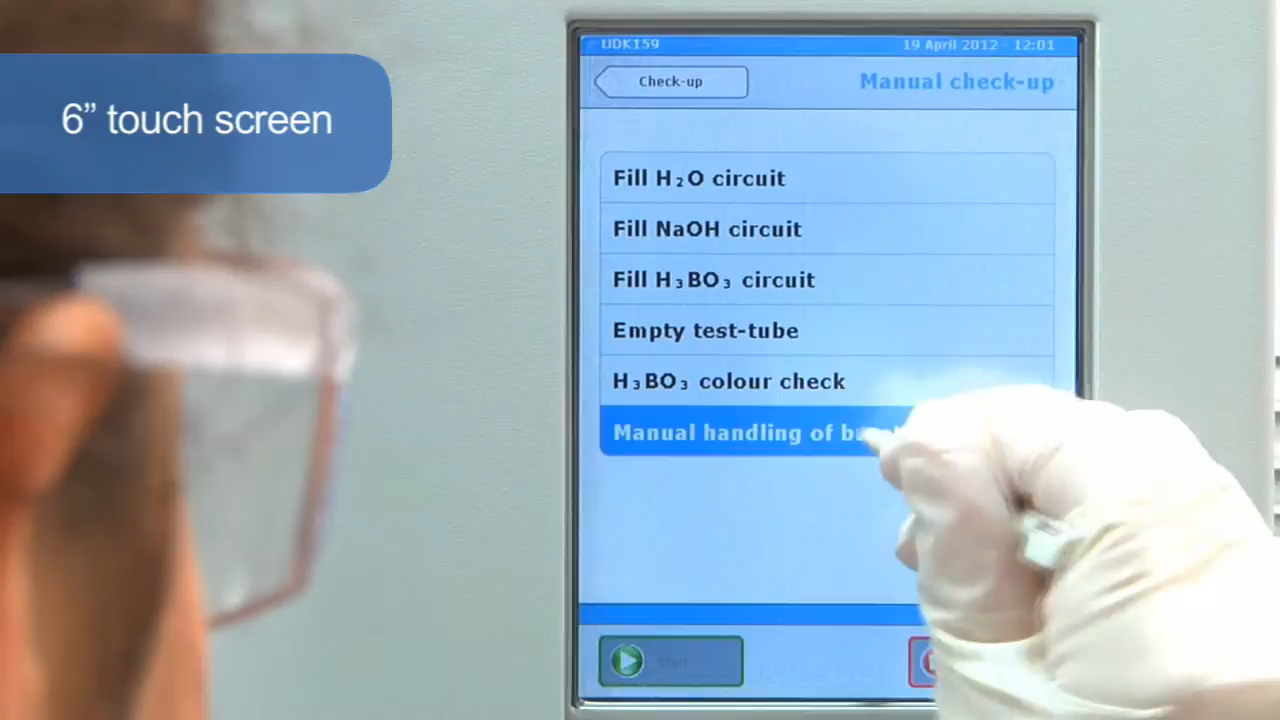 6” touch screen
UDK159
19 April 2012 - 12:01
Check-up
Manual check-up
Fill H₂O circuit
Fill NaOH circuit
Fill H₃BO₃ circuit
Empty test-tube
H₃BO₃ colour check
Manual handling of
Start